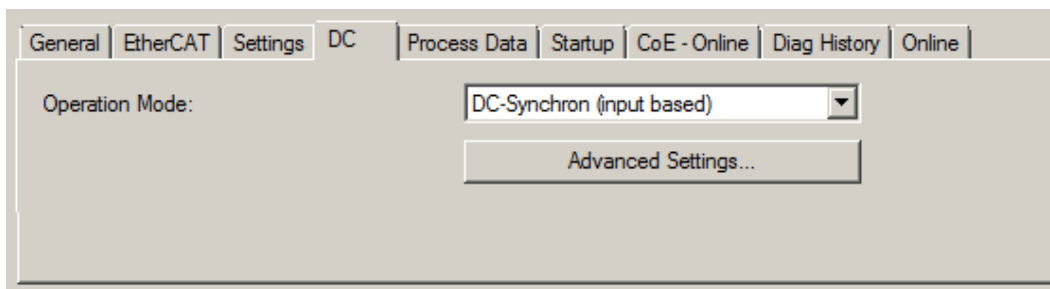 General EtherCAT Settings DC Process Data Startup CoE - Online Diag History Online
Operation Mode: DC-Synchron (input based)
Advanced Settings...